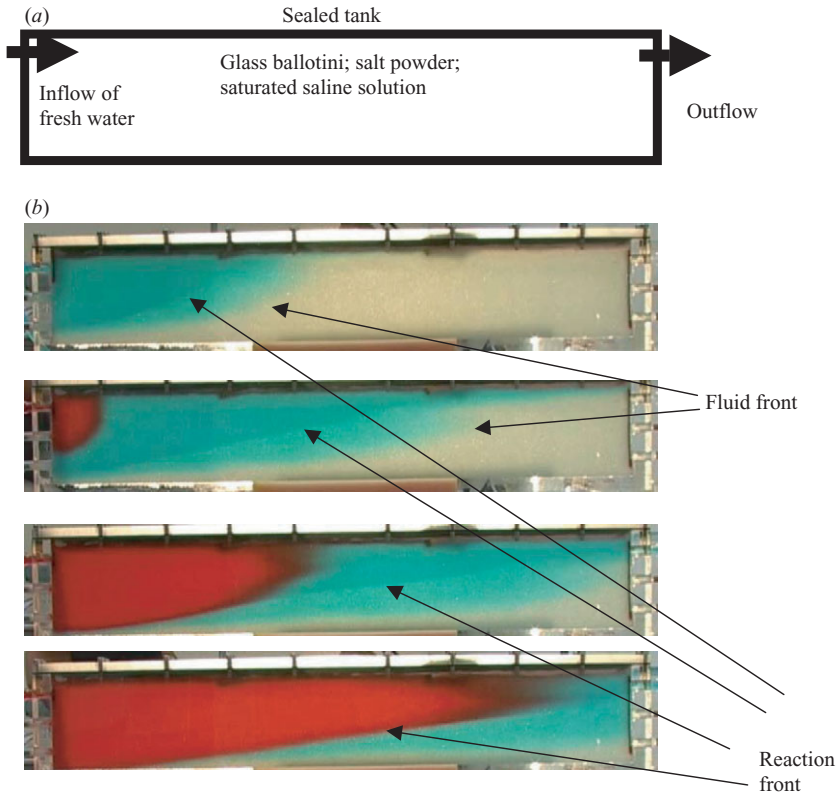 (a)
Sealed tank
Glass ballotini; salt powder;
saturated saline solution
Inflow of
fresh water
Outflow
(b)
Fluid front
Reaction
front